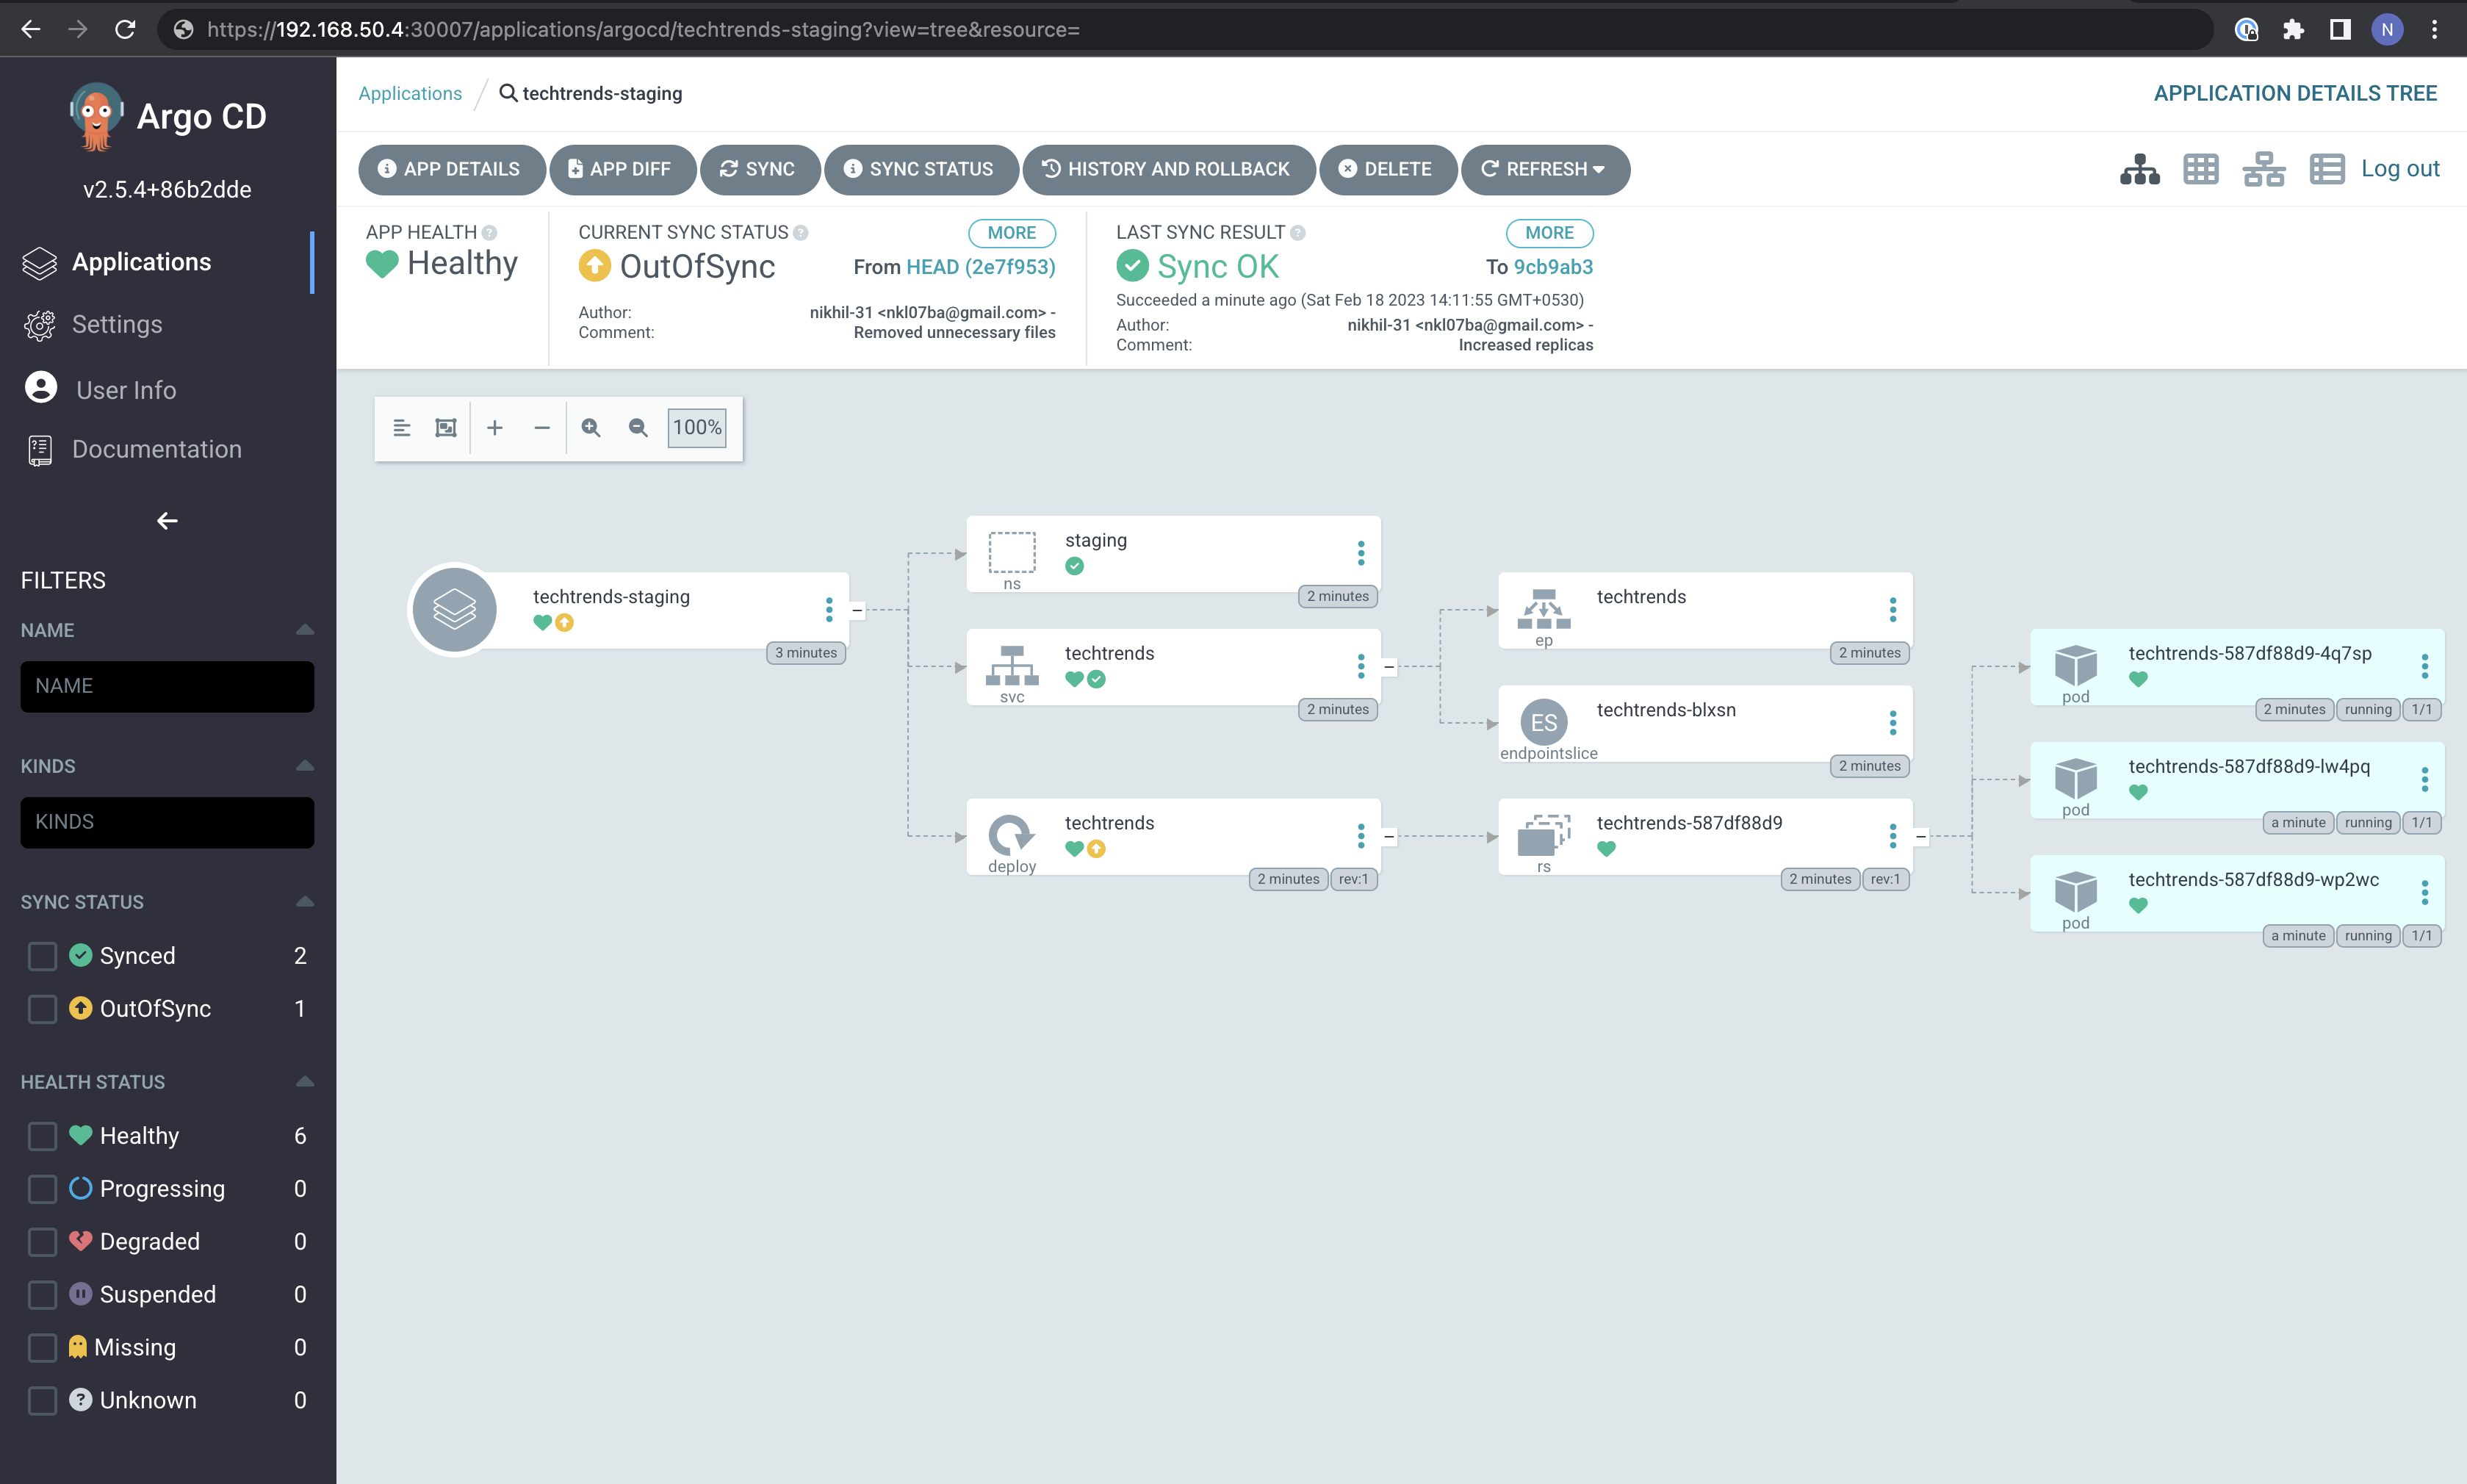 https://192.168.50.4:30007/applications/argocd/techtrends-staging?view=tree&resource=
N
Argo CD
v2.5.4+86b2dde
Applications
Settings
User Info
Documentation
FILTERS
NAME
NAME
KINDS
KINDS
SYNC STATUS
Synced 2
OutOfSync 1
HEALTH STATUS
Healthy 6
Progressing 0
Degraded 0
Suspended 0
Missing 0
Unknown 0
Applications / techtrends-staging
APPLICATION DETAILS TREE
APP DETAILS APP DIFF SYNC SYNC STATUS HISTORY AND ROLLBACK DELETE REFRESH Log out
APP HEALTH ?
Healthy
CURRENT SYNC STATUS ? MORE
OutOfSync From HEAD (2e7f953)
Author: nikhil-31 <nkl07ba@gmail.com> -
Comment: Removed unnecessary files
LAST SYNC RESULT ? MORE
Sync OK To 9cb9ab3
Succeeded a minute ago (Sat Feb 18 2023 14:11:55 GMT+0530)
Author: nikhil-31 <nkl07ba@gmail.com> -
Comment: Increased replicas
100%
techtrends-staging
3 minutes
staging
ns
2 minutes
techtrends
svc
2 minutes
techtrends
deploy
2 minutes rev:1
techtrends
ep
2 minutes
ES
techtrends-blxsn
endpointslice
2 minutes
techtrends-587df88d9
rs
2 minutes rev:1
techtrends-587df88d9-4q7sp
pod
2 minutes running 1/1
techtrends-587df88d9-lw4pq
pod
a minute running 1/1
techtrends-587df88d9-wp2wc
pod
a minute running 1/1